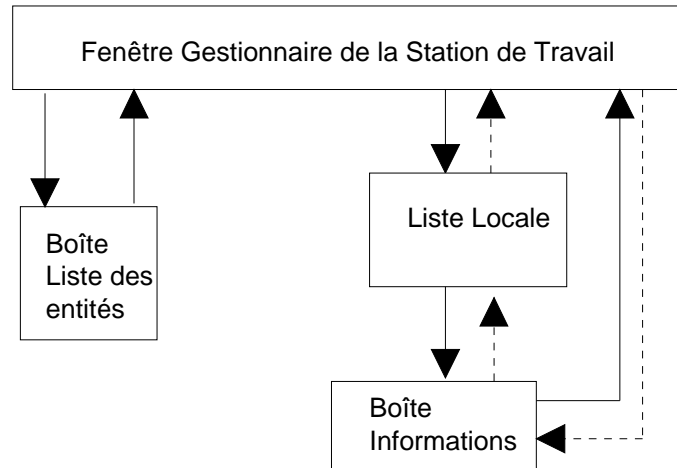 Fenêtre Gestionnaire de la Station de Travail
Liste Locale
Boîte
Liste des
entités
Boîte
Informations